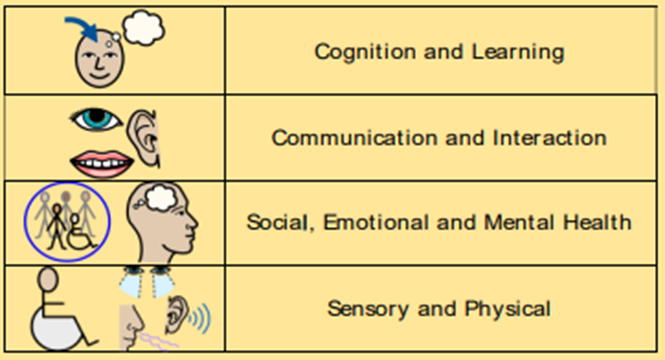 Cognition and Learning
Communication and Interaction
Social, Emotional and Mental Health
Sensory and Physical